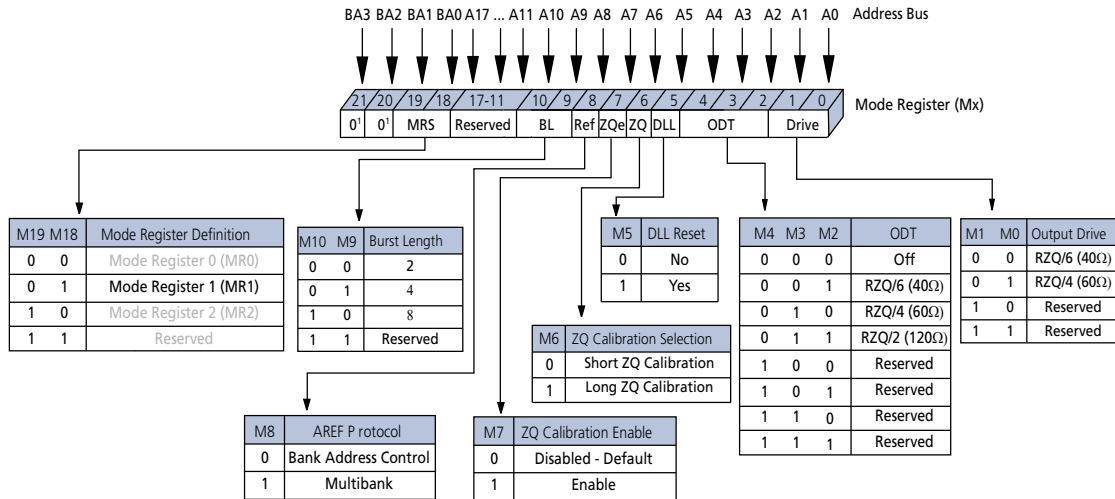 BA3 BA2 BA1 BA0 A17 ... A11 A10 A9 A8 A7 A6 A5 A4 A3 A2 A1 A0 Address Bus
21 20 19 18 17-11 10 9 8 7 6 5 4 3 2 1 0 Mode Register (Mx)
0¹ 0¹ MRS Reserved BL Ref ZQe ZQ DLL ODT Drive
M19 M18 Mode Register Definition
0 0 Mode Register 0 (MR0)
0 1 Mode Register 1 (MR1)
1 0 Mode Register 2 (MR2)
1 1 Reserved
M10 M9 Burst Length
0 0 2
0 1 4
1 0 8
1 1 Reserved
M5 DLL Reset
0 No
1 Yes
M4 M3 M2 ODT
0 0 0 Off
0 0 1 RZQ/6 (40Ω)
0 1 0 RZQ/4 (60Ω)
0 1 1 RZQ/2 (120Ω)
1 0 0 Reserved
1 0 1 Reserved
1 1 0 Reserved
1 1 1 Reserved
M1 M0 Output Drive
0 0 RZQ/6 (40Ω)
0 1 RZQ/4 (60Ω)
1 0 Reserved
1 1 Reserved
M6 ZQ Calibration Selection
0 Short ZQ Calibration
1 Long ZQ Calibration
M8 AREF P rotocol
0 Bank Address Control
1 Multibank
M7 ZQ Calibration Enable
0 Disabled - Default
1 Enable